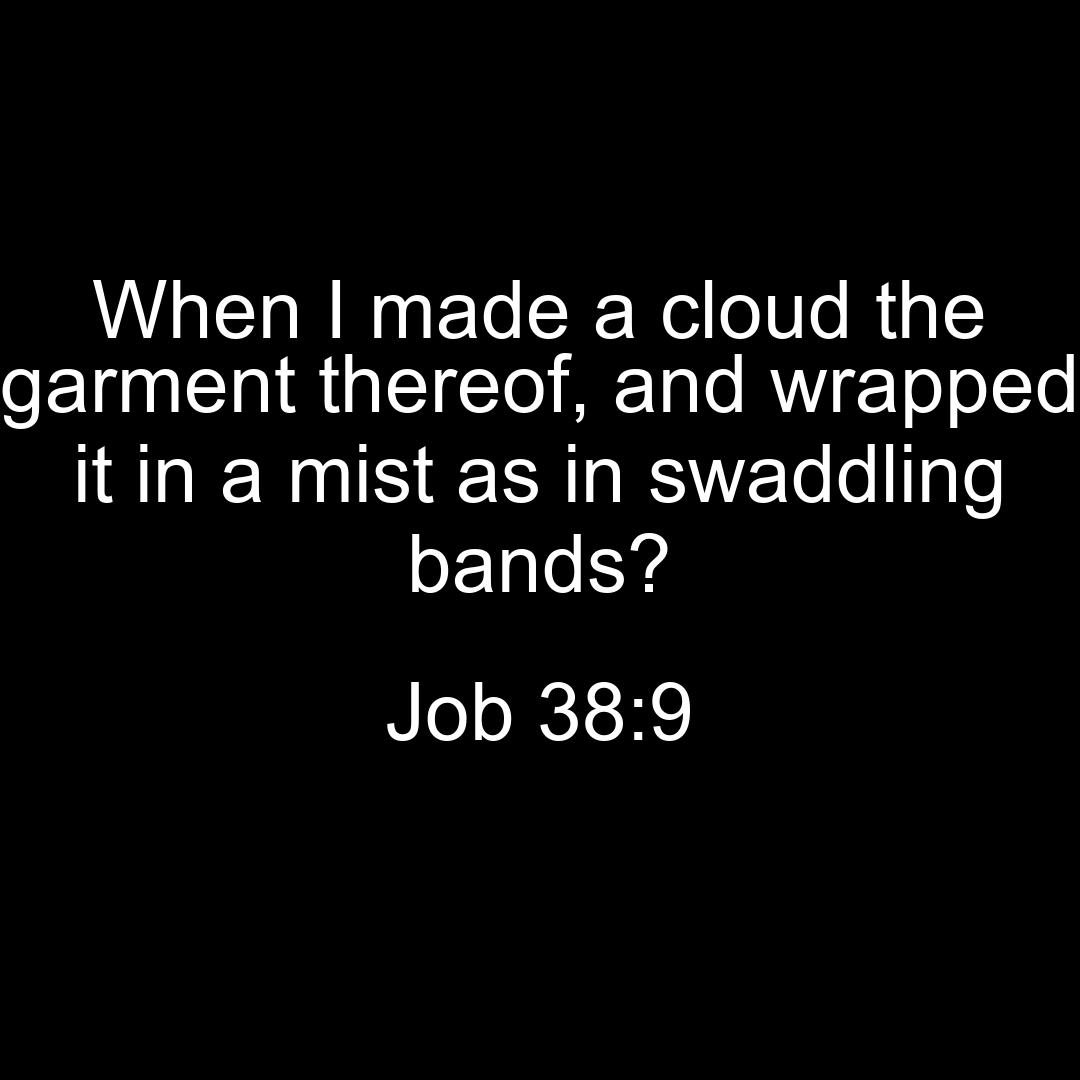 When I made a cloud the
garment thereof, and wrapped
it in a mist as in swaddling
bands?
Job 38:9